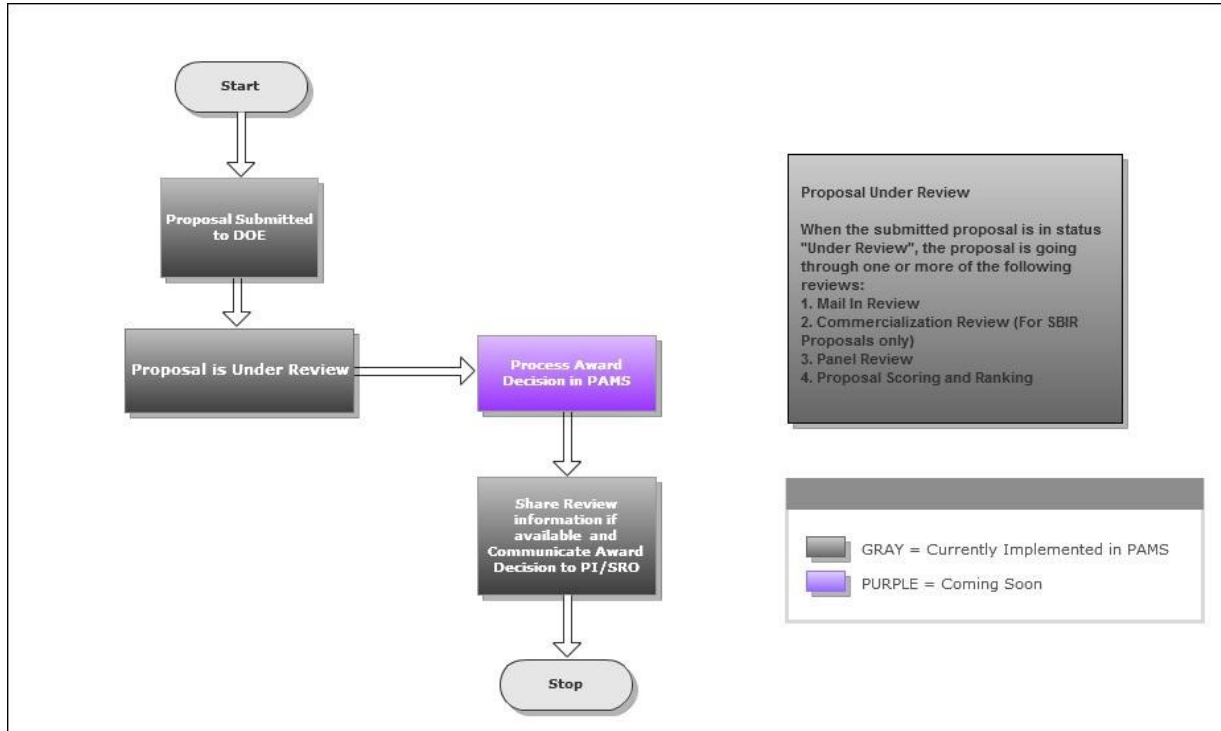 Start
Proposal Submitted
to DOE
Proposal is Under Review
Process Award
Decision in PAMS
Share Review
information if
available and
Communicate Award
Decision to PI/SRO
Stop
Proposal Under Review
When the submitted proposal is in status
"Under Review", the proposal is going
through one or more of the following
reviews:
1. Mail In Review
2. Commercialization Review (For SBIR
Proposals only)
3. Panel Review
4. Proposal Scoring and Ranking
GRAY = Currently Implemented in PAMS
PURPLE = Coming Soon